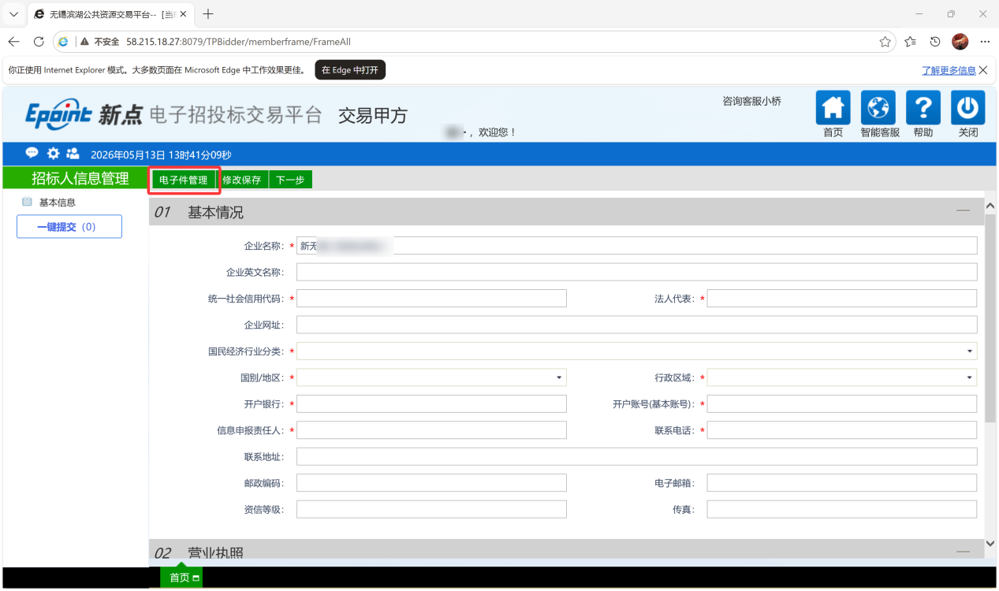 无锡滨湖公共资源交易平台-- [当
不安全 58.215.18.27:8079/TPBidder/memberframe/FrameAll
你正使用 Internet Explorer 模式。大多数页面在 Microsoft Edge 中工作效果更佳。 在 Edge 中打开 了解更多信息
Epoint 新点 电子招投标交易平台 交易甲方
咨询客服小桥
，欢迎您！
首页 智能客服 帮助 关闭
2026年05月13日 13时41分09秒
招标人信息管理 电子件管理 修改保存 下一步
基本信息
一键提交（0）
01 基本情况
企业名称：* 新无
企业英文名称：
统一社会信用代码：* 法人代表：*
企业网址：
国民经济行业分类：*
国别/地区：* 行政区域：*
开户银行：* 开户账号(基本账号)：*
信息申报责任人：* 联系电话：*
联系地址：
邮政编码： 电子邮箱：
资信等级： 传真：
02 营业执照
首页